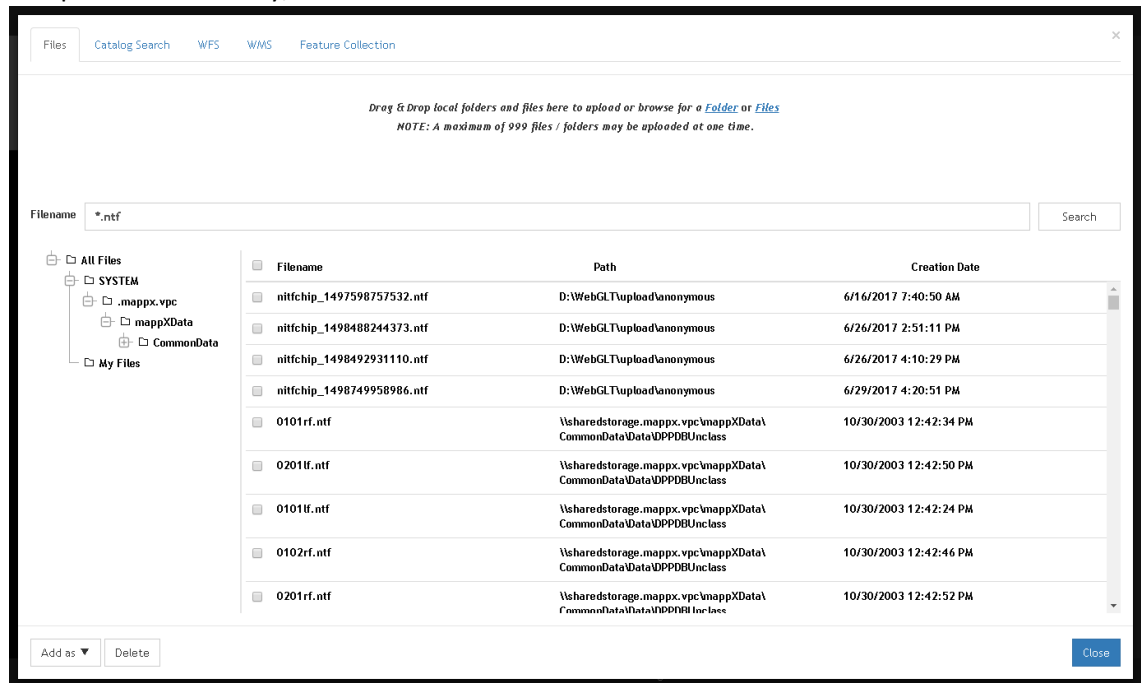 Files Catalog Search WFS WMS Feature Collection ×
Drag & Drop local folders and files here to upload or browse for a Folder or Files
NOTE: A maximum of 999 files / folders may be uploaded at one time.
Filename *.ntf Search
All Files
SYSTEM
.mappx.vpc
mappXData
CommonData
My Files
Filename Path Creation Date
nitfchip_1497598757532.ntf D:\WebGLT\upload\anonymous 6/16/2017 7:40:50 AM
nitfchip_1498488244373.ntf D:\WebGLT\upload\anonymous 6/26/2017 2:51:11 PM
nitfchip_1498492931110.ntf D:\WebGLT\upload\anonymous 6/26/2017 4:10:29 PM
nitfchip_1498749958986.ntf D:\WebGLT\upload\anonymous 6/29/2017 4:20:51 PM
0101rf.ntf \\sharedstorage.mappx.vpc\mappXData\ 10/30/2003 12:42:34 PM
CommonData\Data\DPPDBUnclass
0201lf.ntf \\sharedstorage.mappx.vpc\mappXData\ 10/30/2003 12:42:50 PM
CommonData\Data\DPPDBUnclass
0101lf.ntf \\sharedstorage.mappx.vpc\mappXData\ 10/30/2003 12:42:24 PM
CommonData\Data\DPPDBUnclass
0102rf.ntf \\sharedstorage.mappx.vpc\mappXData\ 10/30/2003 12:42:46 PM
CommonData\Data\DPPDBUnclass
0201rf.ntf \\sharedstorage.mappx.vpc\mappXData\ 10/30/2003 12:42:52 PM
CommonData\Data\DPPDBUnclass
Add as ▼ Delete Close